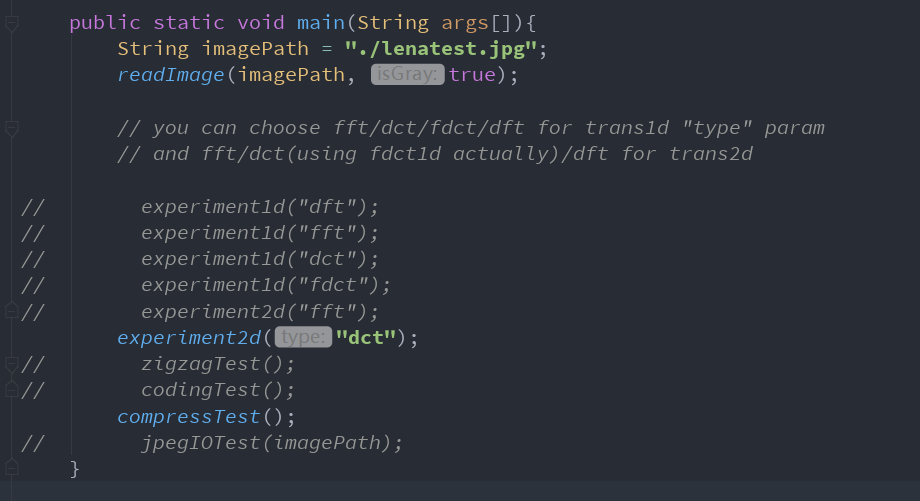 public static void main(String args[]){
String imagePath = "./lenatest.jpg";
readImage(imagePath, isGray: true);
// you can choose fft/dct/fdct/dft for trans1d "type" param
// and fft/dct(using fdct1d actually)/dft for trans2d
// experiment1d("dft");
// experiment1d("fft");
// experiment1d("dct");
// experiment1d("fdct");
// experiment2d("fft");
experiment2d( type: "dct");
// zigzagTest();
// codingTest();
compressTest();
// jpegIOTest(imagePath);
}